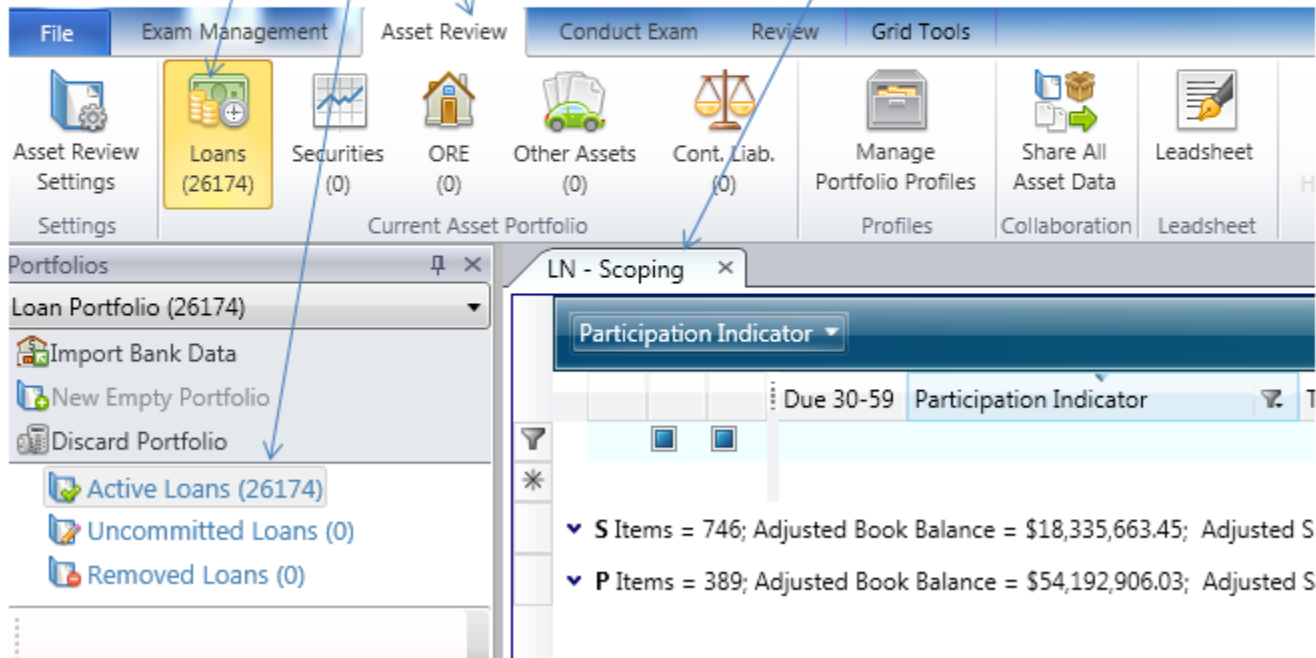 File Exam Management Asset Review Conduct Exam Review Grid Tools
Asset Review Settings
Loans (26174)
Securities (0)
ORE (0)
Other Assets (0)
Cont. Liab. (0)
Manage Portfolio Profiles
Share All Asset Data
Leadsheet
Settings Current Asset Portfolio Profiles Collaboration Leadsheet
Portfolios
LN - Scoping
Loan Portfolio (26174)
Import Bank Data
New Empty Portfolio
Discard Portfolio
Active Loans (26174)
Uncommitted Loans (0)
Removed Loans (0)
Participation Indicator
Due 30-59 Participation Indicator
S Items = 746; Adjusted Book Balance = $18,335,663.45; Adjusted S
P Items = 389; Adjusted Book Balance = $54,192,906.03; Adjusted S